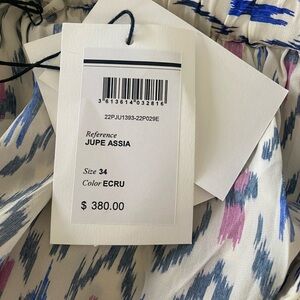 3613614032816
22PJU1393-22P029E
Reference
JUPE ASSIA
Size 34
Color ECRU
$ 380.00